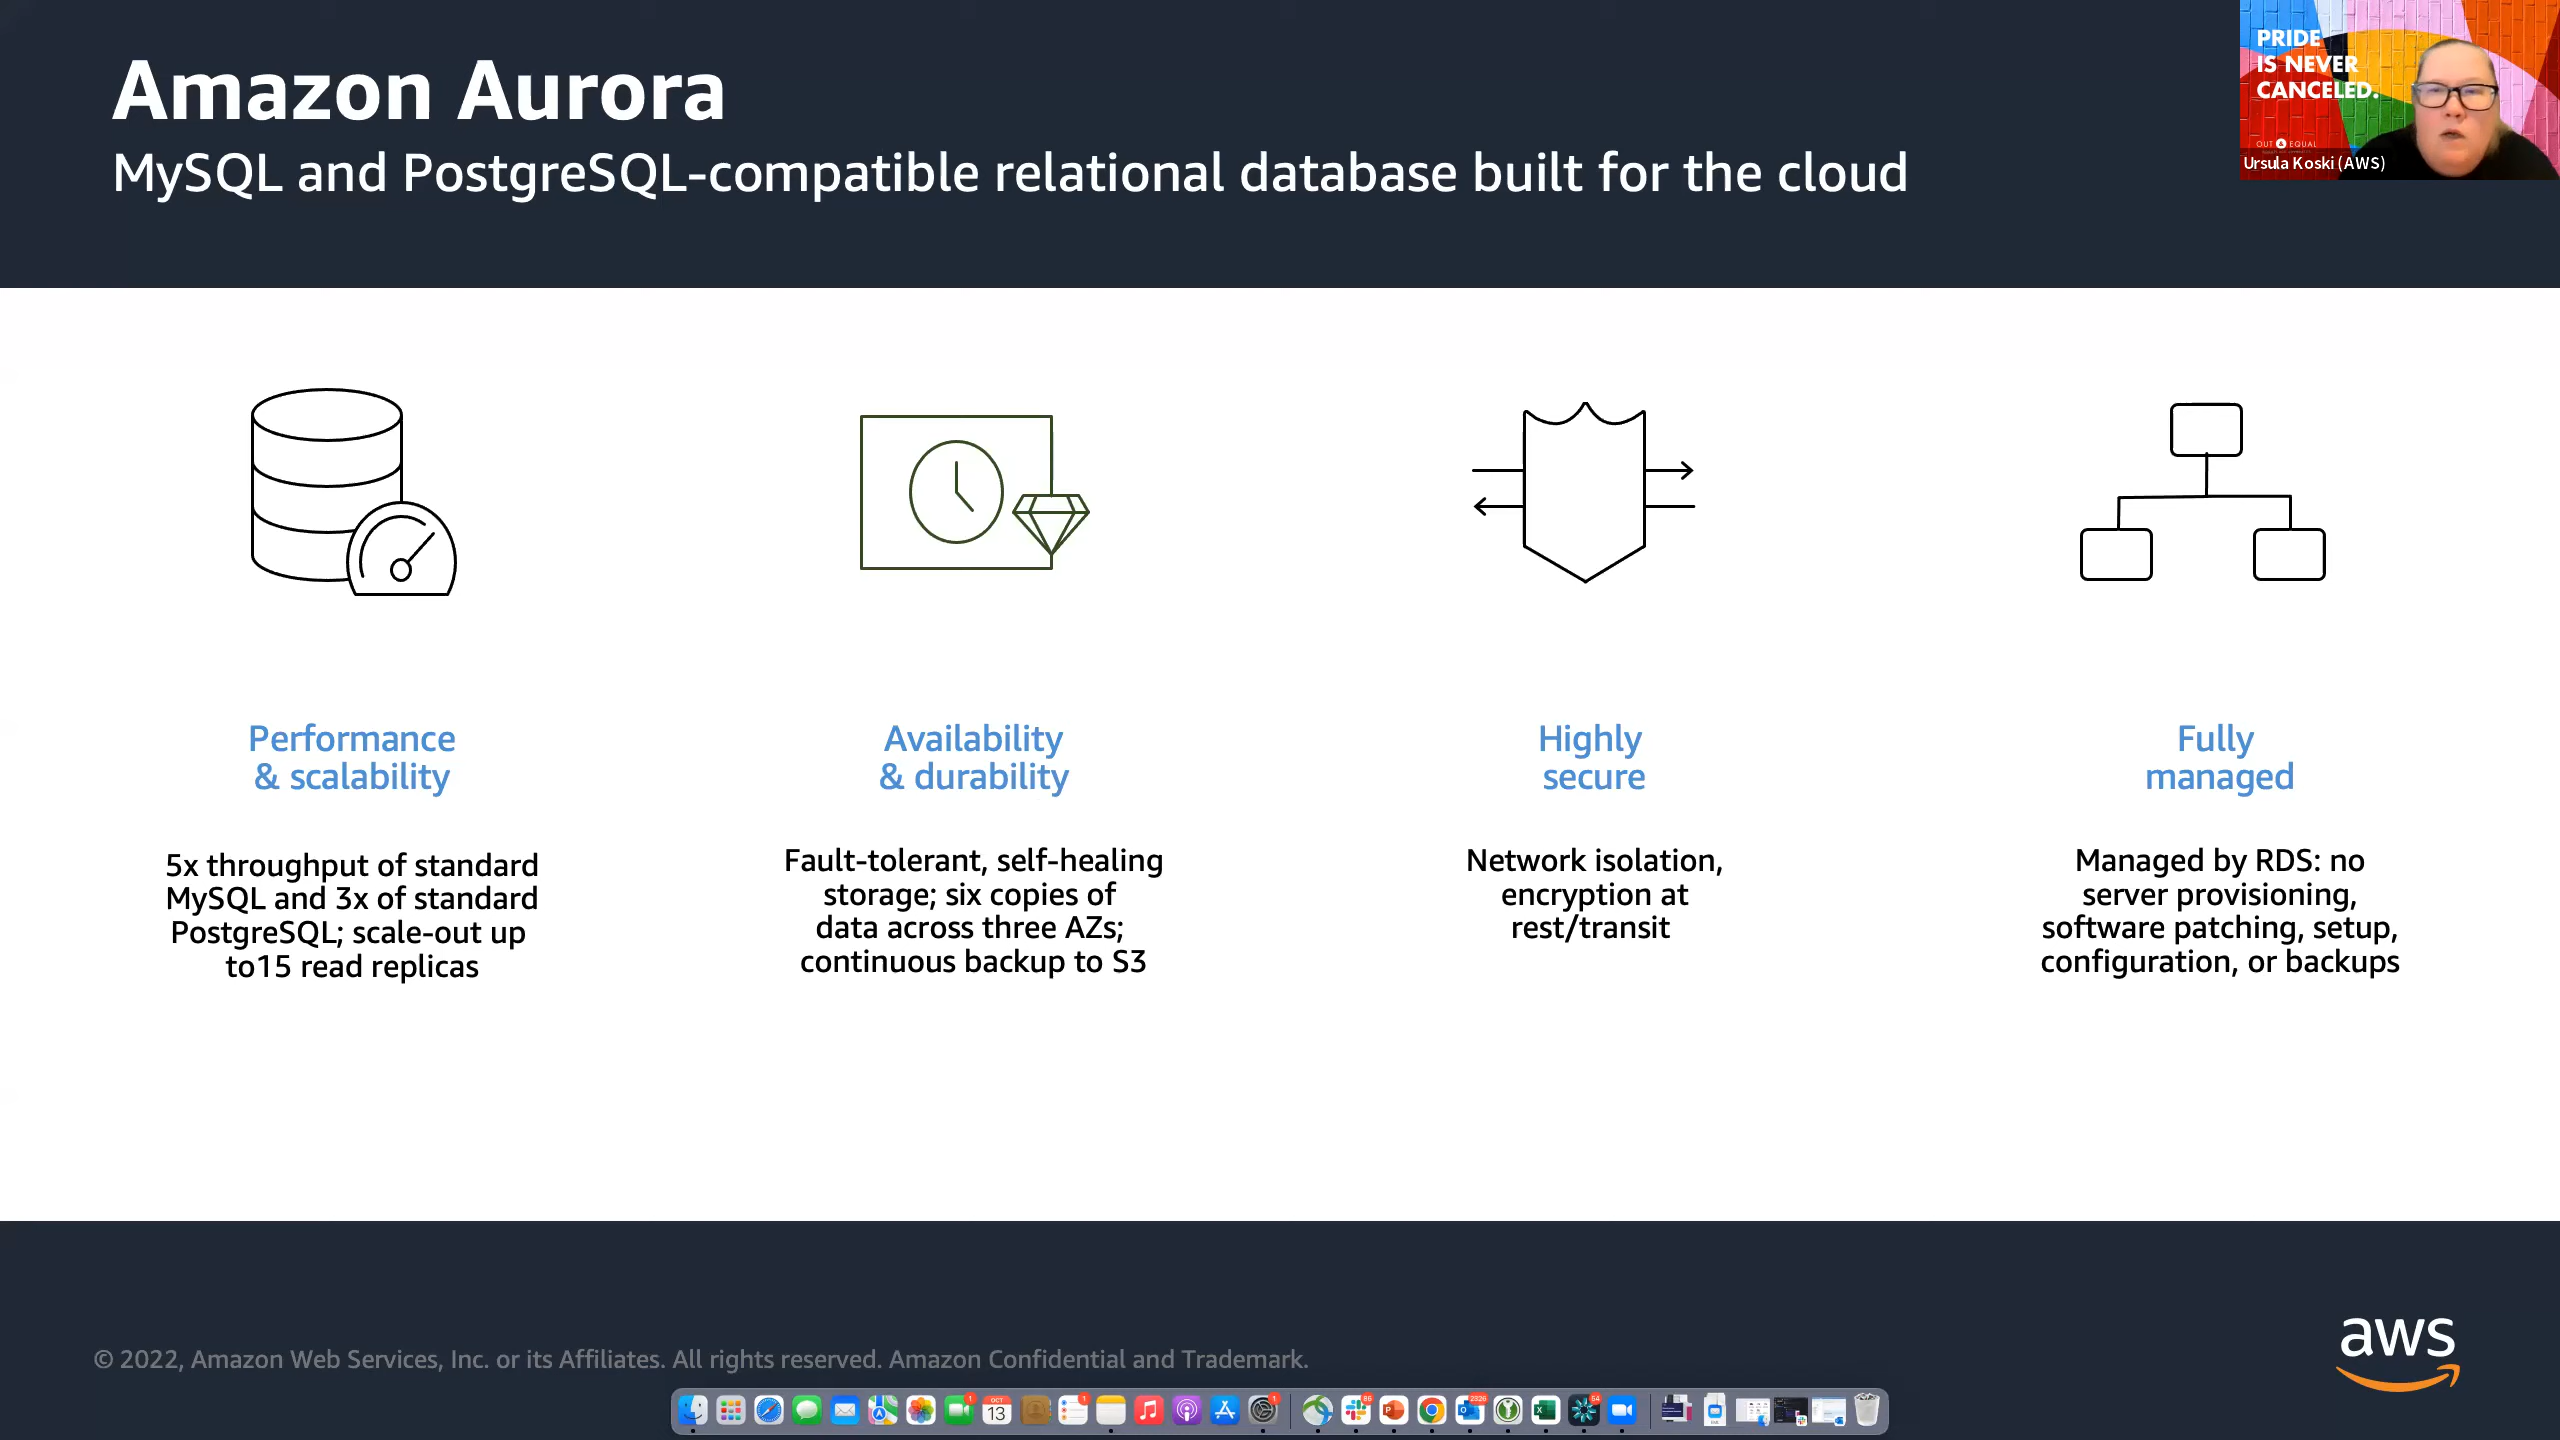 Amazon Aurora
MySQL and PostgreSQL-compatible relational database built for the cloud
PRIDE
IS NEVER
CANCELED.
OUT & EQUAL
Ursula Koski (AWS)
Performance
& scalability
5x throughput of standard
MySQL and 3x of standard
PostgreSQL; scale-out up
to15 read replicas
Availability
& durability
Fault-tolerant, self-healing
storage; six copies of
data across three AZs;
continuous backup to S3
Highly
secure
Network isolation,
encryption at
rest/transit
Fully
managed
Managed by RDS: no
server provisioning,
software patching, setup,
configuration, or backups
© 2022, Amazon Web Services, Inc. or its Affiliates. All rights reserved. Amazon Confidential and Trademark.
aws
OCT
13